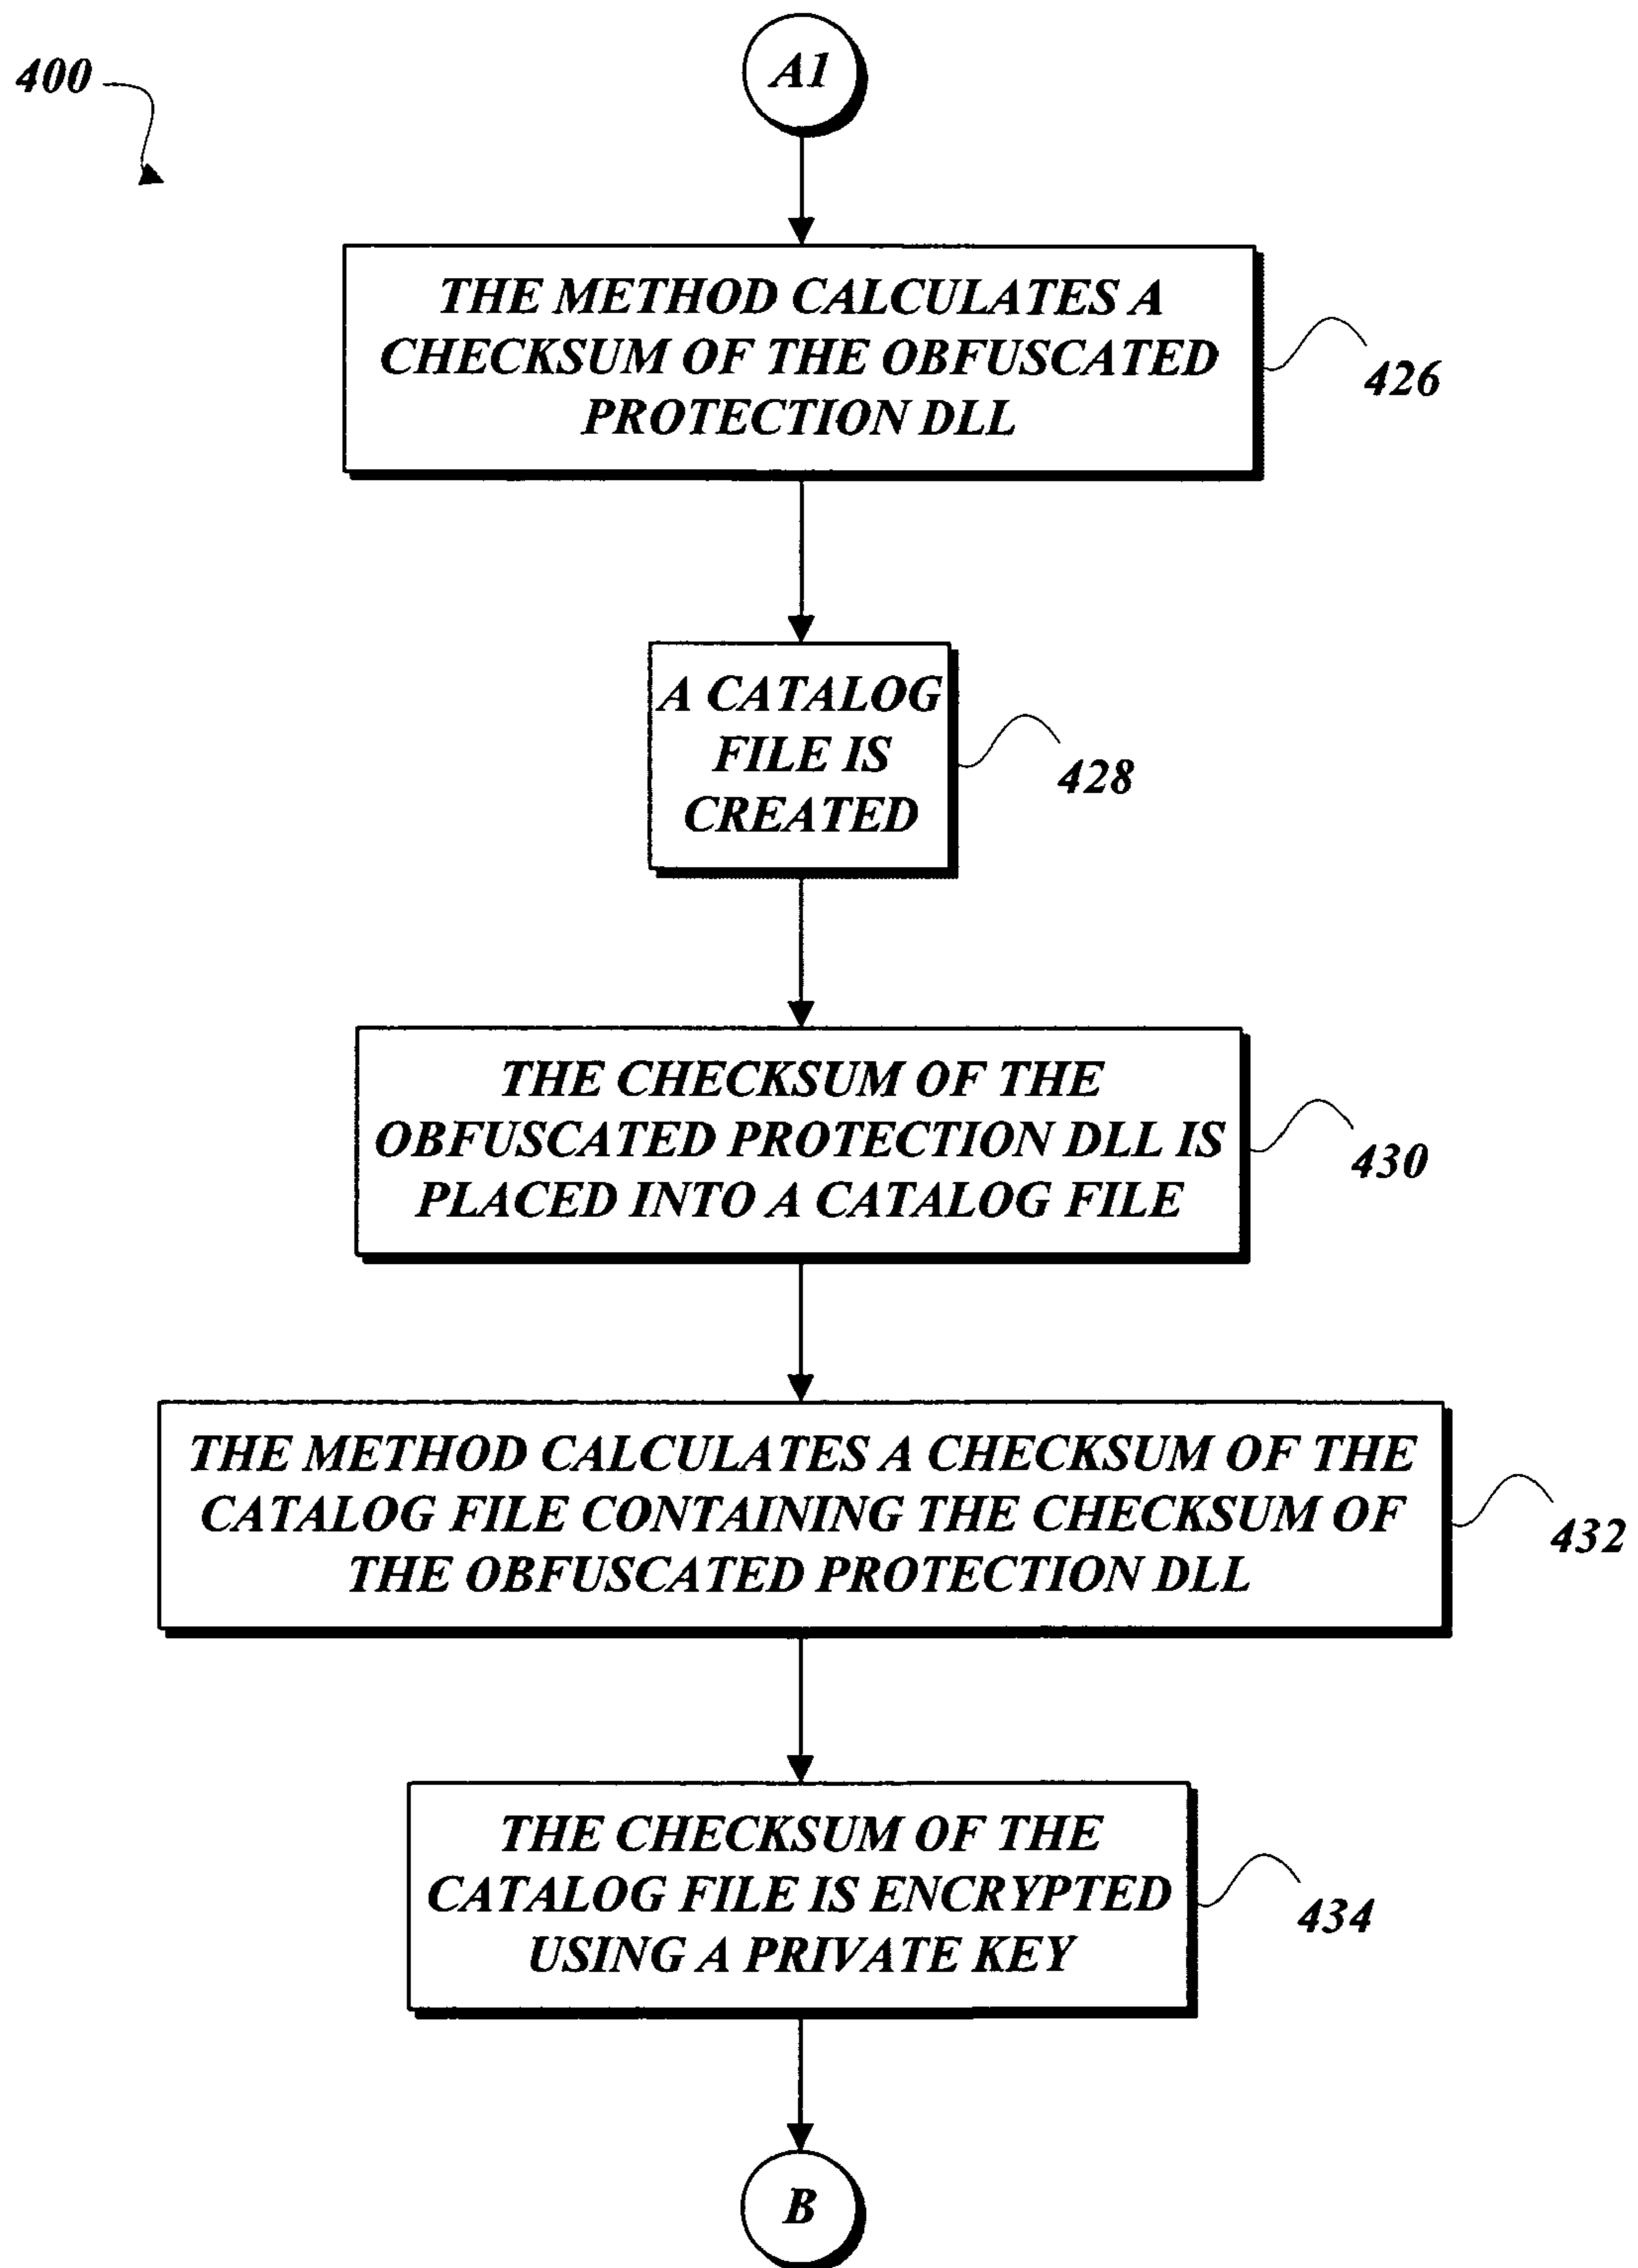 400
A1
THE METHOD CALCULATES A
CHECKSUM OF THE OBFUSCATED
PROTECTION DLL
426
A CATALOG
FILE IS
CREATED
428
THE CHECKSUM OF THE
OBFUSCATED PROTECTION DLL IS
PLACED INTO A CATALOG FILE
430
THE METHOD CALCULATES A CHECKSUM OF THE
CATALOG FILE CONTAINING THE CHECKSUM OF
THE OBFUSCATED PROTECTION DLL
432
THE CHECKSUM OF THE
CATALOG FILE IS ENCRYPTED
USING A PRIVATE KEY
434
B